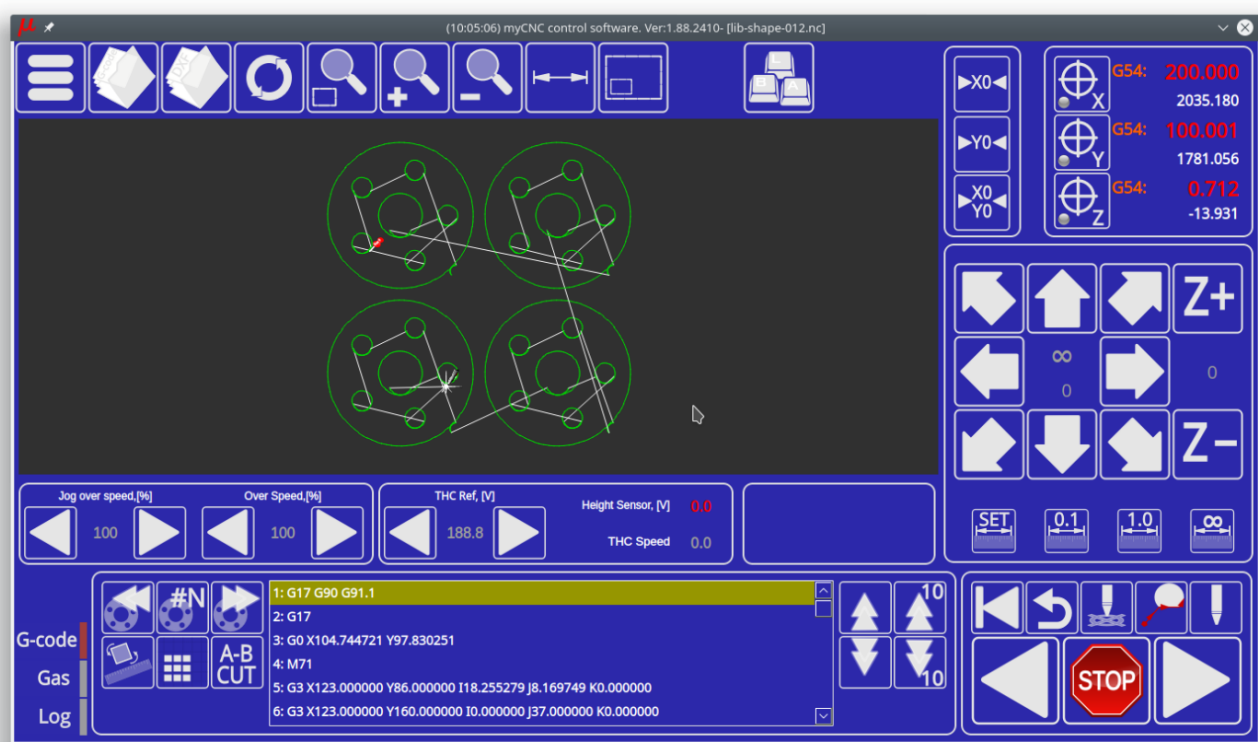 µ
(10:05:06) myCNC control software. Ver:1.88.2410- [lib-shape-012.nc]
DXF
L
B A
X0
Y0
X0
Y0
X
G54: 200.000
2035.180
Y
G54: 100.001
1781.056
Z
G54: 0.712
-13.931
Z+
∞
0
0
Z-
SET
0.1
1.0
∞
Jog over speed,[%]
100
Over Speed,[%]
100
THC Ref, [V]
188.8
Height Sensor, [V] 0.0
THC Speed 0.0
G-code
Gas
Log
#N
A-B
CUT
1: G17 G90 G91.1
2: G17
3: G0 X104.744721 Y97.830251
4: M71
5: G3 X123.000000 Y86.000000 I18.255279 J8.169749 K0.000000
6: G3 X123.000000 Y160.000000 I0.000000 J37.000000 K0.000000
10
10
STOP